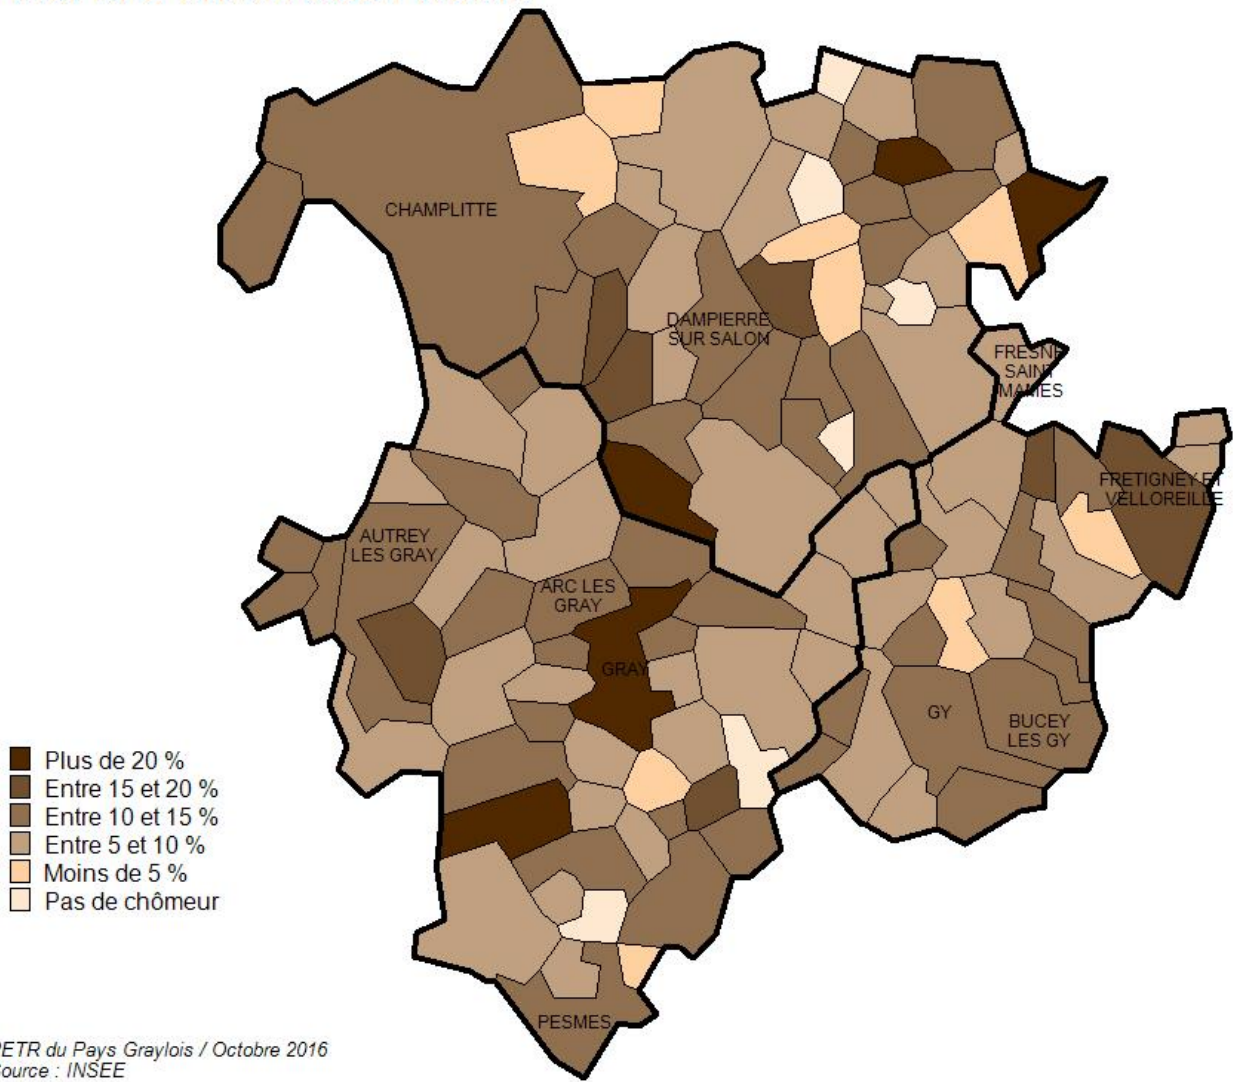 CHAMPLITTE
DAMPIERRE
SUR SALON
FRESNE
SAINT
MAMES
FRETIGNEY ET
VELLOREILLE
AUTREY
LES GRAY
ARC LES
GRAY
GRAY
GY
BUCEY
LES GY
Plus de 20 %
Entre 15 et 20 %
Entre 10 et 15 %
Entre 5 et 10 %
Moins de 5 %
Pas de chômeur
PESMES
PETR du Pays Graylois / Octobre 2016
Source : INSEE